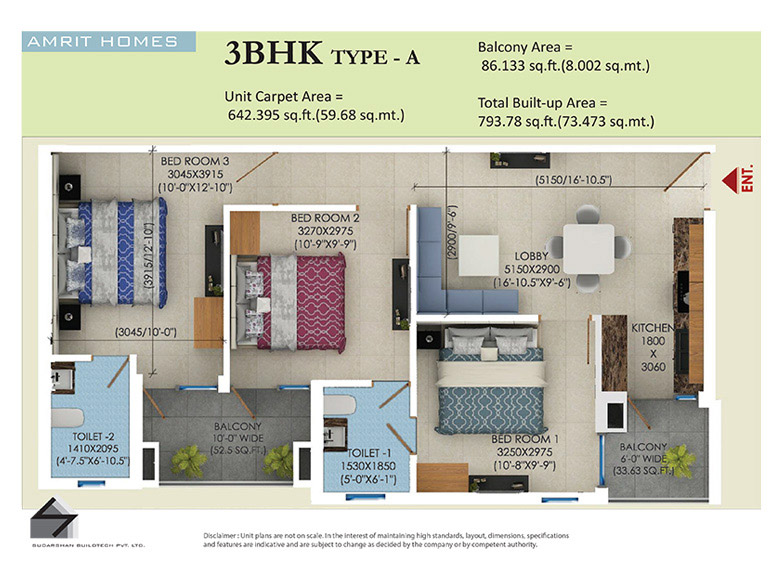 AMRIT HOMES
3BHK TYPE - A
Unit Carpet Area =
642.395 sq.ft.(59.68 sq.mt.)
Balcony Area =
86.133 sq.ft.(8.002 sq.mt.)
Total Built-up Area =
793.78 sq.ft.(73.473 sq.mt.)
BED ROOM 3
3045X3915
(10'-0"X12'-10")
3915/12'-10")
(3045/10'-0")
BED ROOM 2
3270X2975
(10'-9"X9'-9")
(5150/16'-10.5")
(2900/9'-6")
ENT.
LOBBY
5150X2900
(16'-10.5"X9'-6")
KITCHEN
1800
X
3060
TOILET -2
1410X2095
(4'-7.5"X6'-10.5")
BALCONY
10'-0" WIDE
(52.5 SQ.FT.)
TOILET -1
1530X1850
(5'-0"X6'-1")
BED ROOM 1
3250X2975
(10'-8"X9'-9")
BALCONY
6'-0" WIDE
(33.63 SQ.FT.)
SUDARSHAN BUILDTECH PVT. LTD.
Disclaimer : Unit plans are not on scale. In the interest of maintaining high standards, layout, dimensions, specifications
and features are indicative and are subject to change as decided by the company or by competent authority.